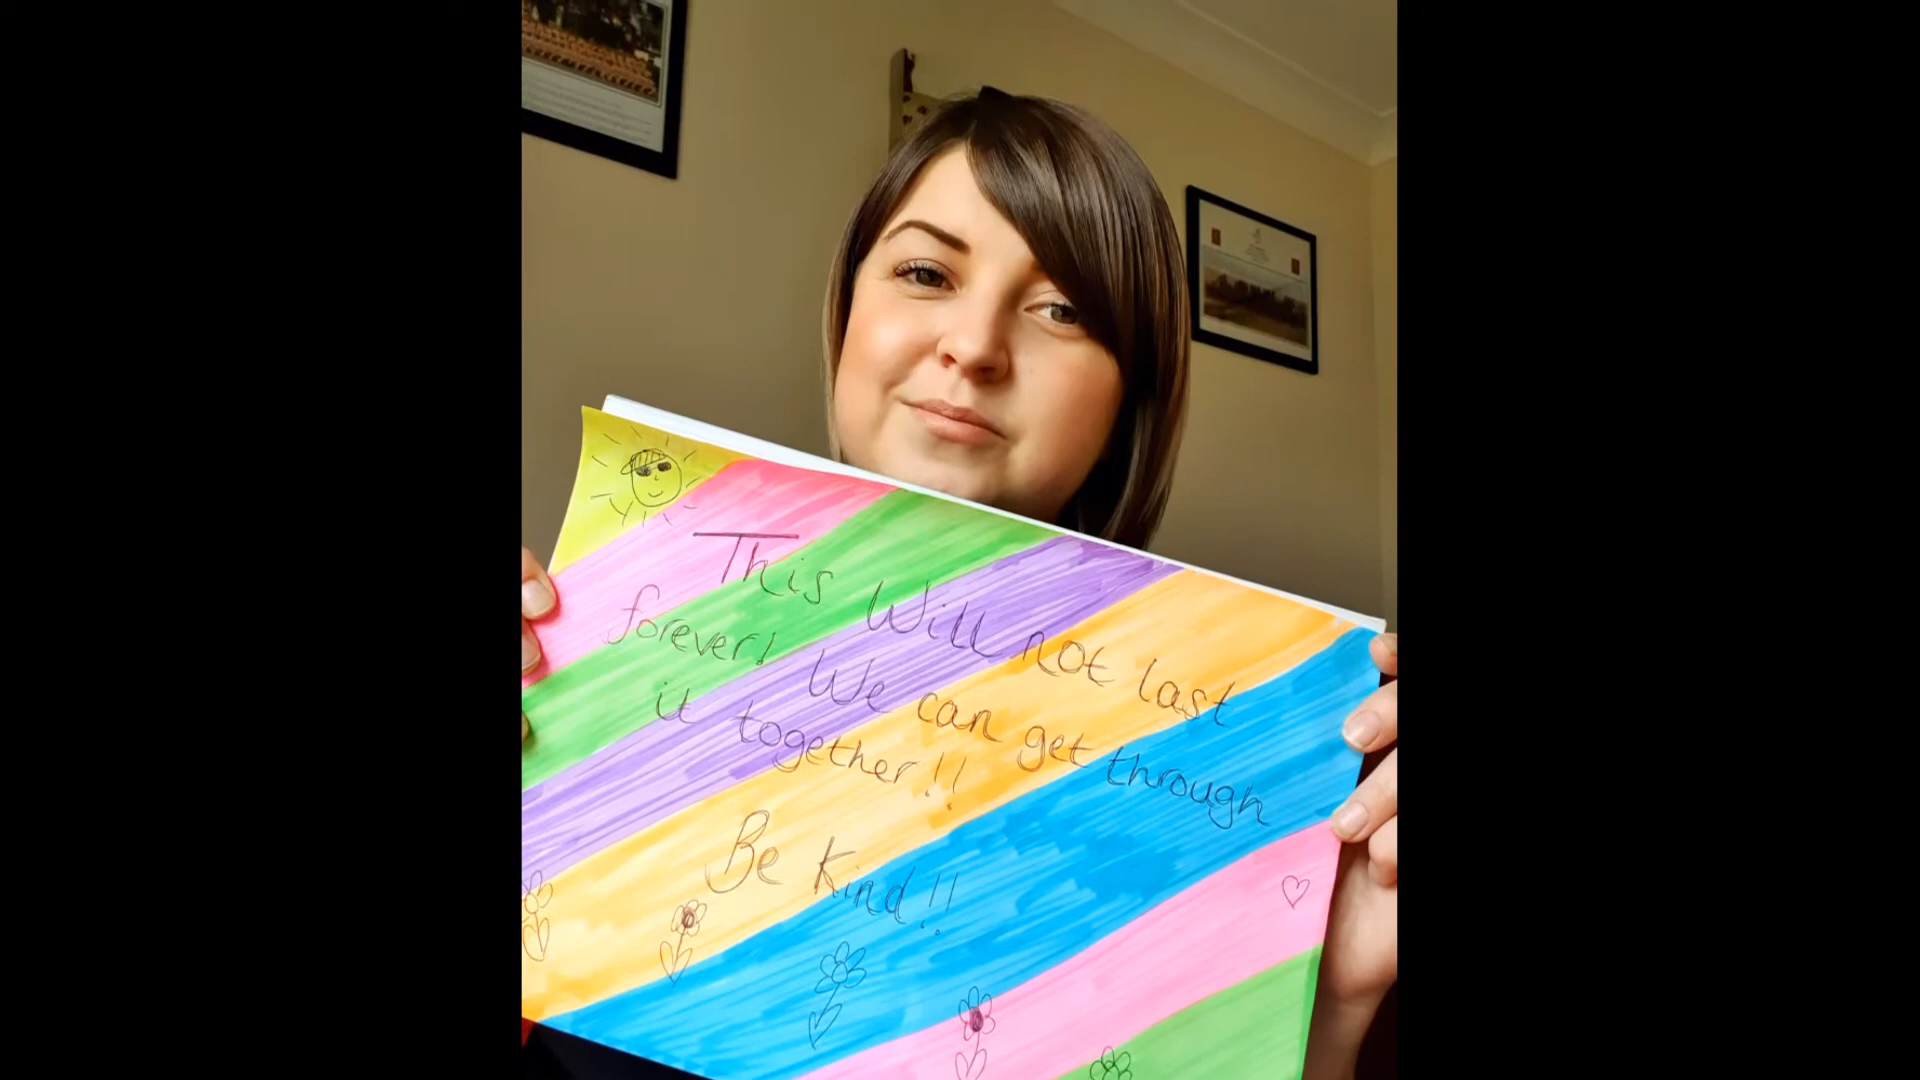 This Will not last
forever! We can get through
it together!!
Be Kind!!